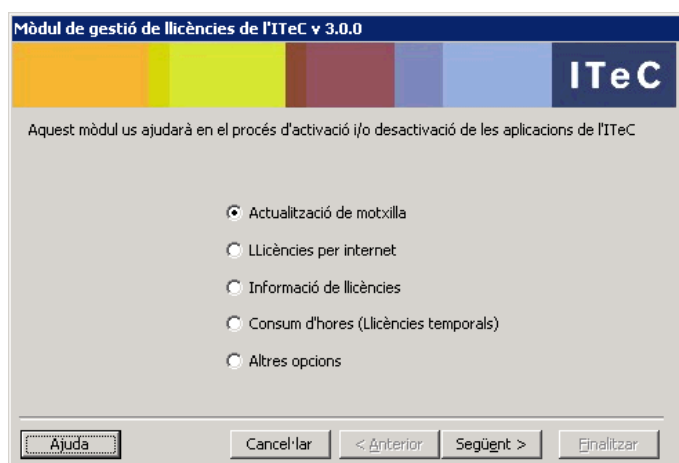 Mòdul de gestió de llicències de l'ITeC v 3.0.0
ITeC
Aquest mòdul us ajudarà en el procés d'activació i/o desactivació de les aplicacions de l'ITeC
Actualització de motxilla
LLicències per internet
Informació de llicències
Consum d'hores (Llicències temporals)
Altres opcions
Ajuda Cancel·lar < Anterior Següent > Finalitzar